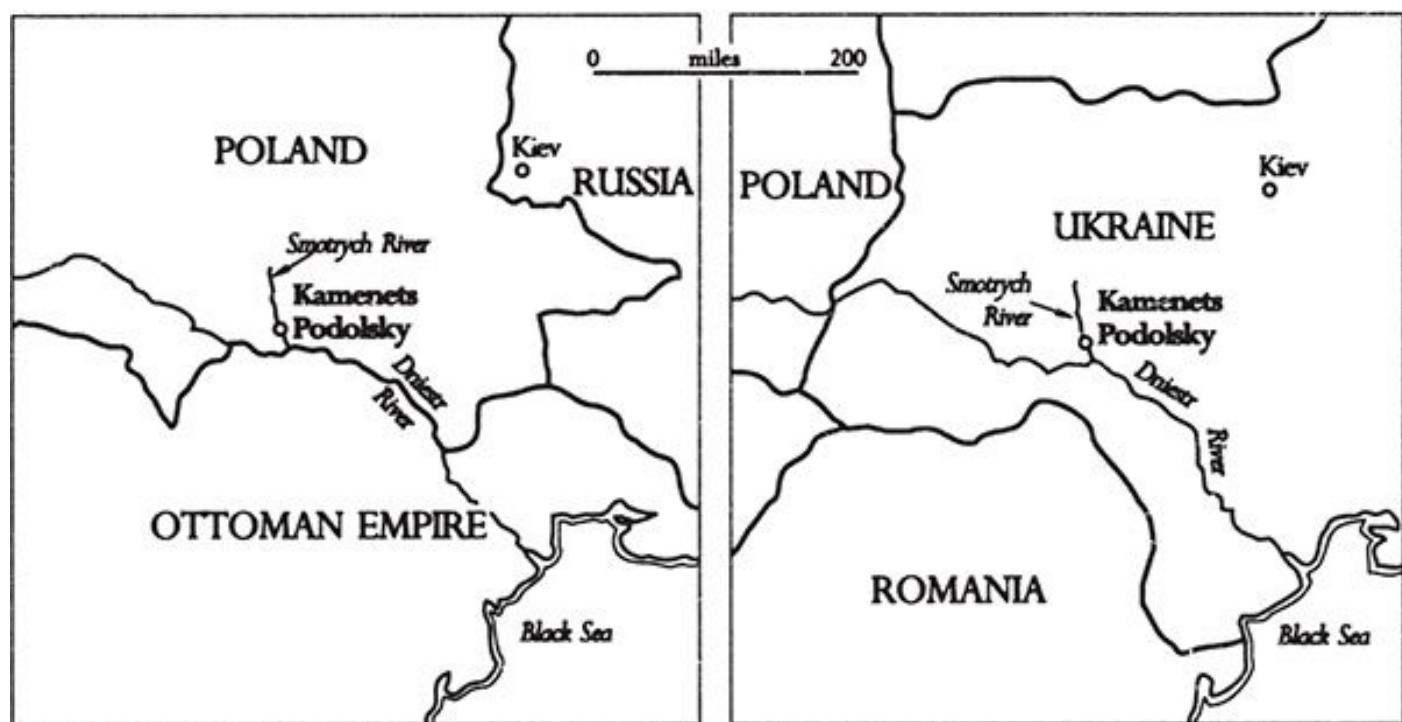 0 miles 200
POLAND
Kiev
RUSSIA
Smotrych River
Kamenets
Podolsky
Dniestr
River
OTTOMAN EMPIRE
Black Sea
POLAND
Kiev
UKRAINE
Smotrych
River
Kamenets
Podolsky
Dniestr
River
ROMANIA
Black Sea